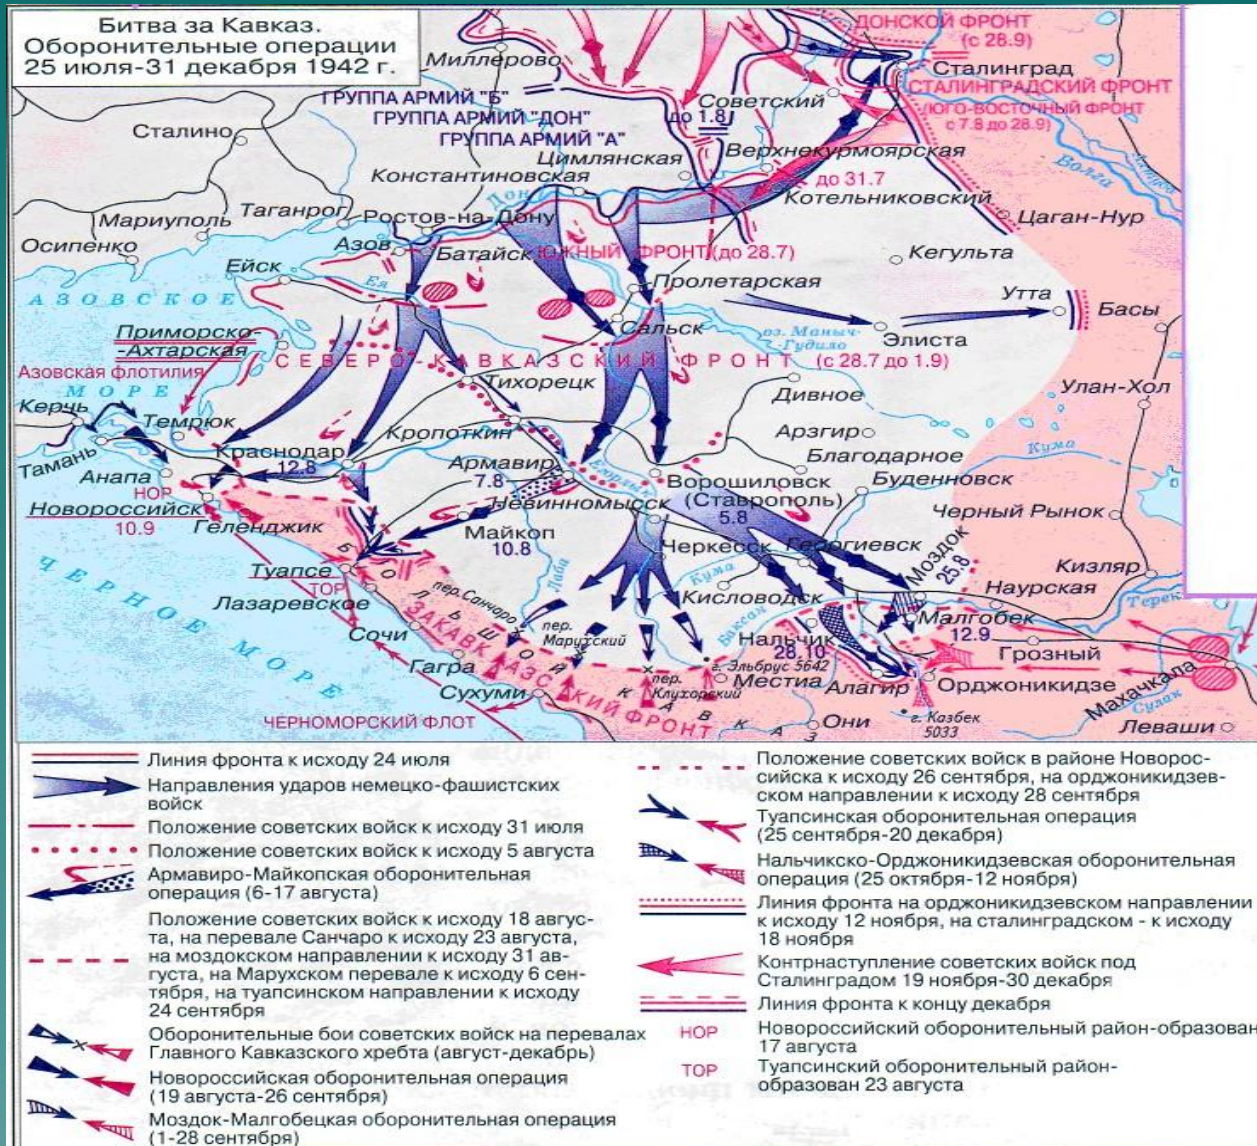 Битва за Кавказ.
Оборонительные операции
25 июля-31 декабря 1942 г.
ДОНСКОЙ ФРОНТ
(с 28.9)
Миллерово
Сталинград
СТАЛИНГРАДСКИЙ ФРОНТ
(ЮГО-ВОСТОЧНЫЙ ФРОНТ
с 7.8 до 28.9)
ГРУППА АРМИЙ "Б"
ГРУППА АРМИЙ "ДОН"
ГРУППА АРМИЙ "А"
Советский
до 1.8
Сталино
Цимлянская
Верхнекурмоярская
Константиновская
до 31.7
Волга
Дон
Котельниковский
Мариуполь
Таганрог
Ростов-на-Дону
Цаган-Нур
Осипенко
Азов
Батайск
ЮЖНЫЙ ФРОНТ (до 28.7)
Кегульта
Ейск
Ея
Пролетарская
АЗОВСКОЕ
МОРЕ
Утта
Басы
Приморско-
-Ахтарская
Сальск
оз. Маныч-
-Гудило
Элиста
Азовская флотилия
СЕВЕРО-КАВКАЗСКИЙ ФРОНТ (с 28.7 до 1.9)
Тихорецк
Дивное
Улан-Хол
Керчь
Темрюк
Кропоткин
Арзгир
Тамань
Краснодар
12.8
Армавир
7.8
Егорлык
Благодарное
Кума
Анапа
НОР
Ворошиловск
(Ставрополь)
5.8
Буденновск
Новороссийск
10.9
Невинномысск
Геленджик
Майкоп
10.8
Черный Рынок
Черкесск
Георгиевск
Моздок
25.8
Кизляр
ЧЕРНОЕ МОРЕ
Туапсе
ТОР
Лаба
Кума
Наурская
Терек
Лазаревское
пер.Санчаро
Кисловодск
Малгобек
12.9
Сочи
пер.
Марухский
Баксан
Нальчик
28.10
Грозный
Гагра
г. Эльбрус 5642
Местиа
Алагир
Орджоникидзе
Махачкала
Сулак
Сухуми
пер.
Клухорский
ЗАКАВКАЗСКИЙ ФРОНТ
БОЛЬШОЙ КАВКАЗ
ЧЕРНОМОРСКИЙ ФЛОТ
Они
г. Казбек
5033
Леваши
Линия фронта к исходу 24 июля
Направления ударов немецко-фашистских
войск
Положение советских войск к исходу 31 июля
Положение советских войск к исходу 5 августа
Армавиро-Майкопская оборонительная
операция (6-17 августа)
Положение советских войск к исходу 18 авгус-
та, на перевале Санчаро к исходу 23 августа,
на моздокском направлении к исходу 31 ав-
густа, на Марухском перевале к исходу 6 сен-
тября, на туапсинском направлении к исходу
24 сентября
Оборонительные бои советских войск на перевалах
Главного Кавказского хребта (август-декабрь)
Новороссийская оборонительная операция
(19 августа-26 сентября)
Моздок-Малгобецкая оборонительная операция
(1-28 сентября)
Положение советских войск в районе Новорос-
сийска к исходу 26 сентября, на орджоникидзев-
ском направлении к исходу 28 сентября
Туапсинская оборонительная операция
(25 сентября-20 декабря)
Нальчикско-Орджоникидзевская оборонительная
операция (25 октября-12 ноября)
Линия фронта на орджоникидзевском направлении
к исходу 12 ноября, на сталинградском - к исходу
18 ноября
Контрнаступление советских войск под
Сталинградом 19 ноября-30 декабря
Линия фронта к концу декабря
НОР Новороссийский оборонительный район-образован
17 августа
ТОР Туапсинский оборонительный район-
образован 23 августа